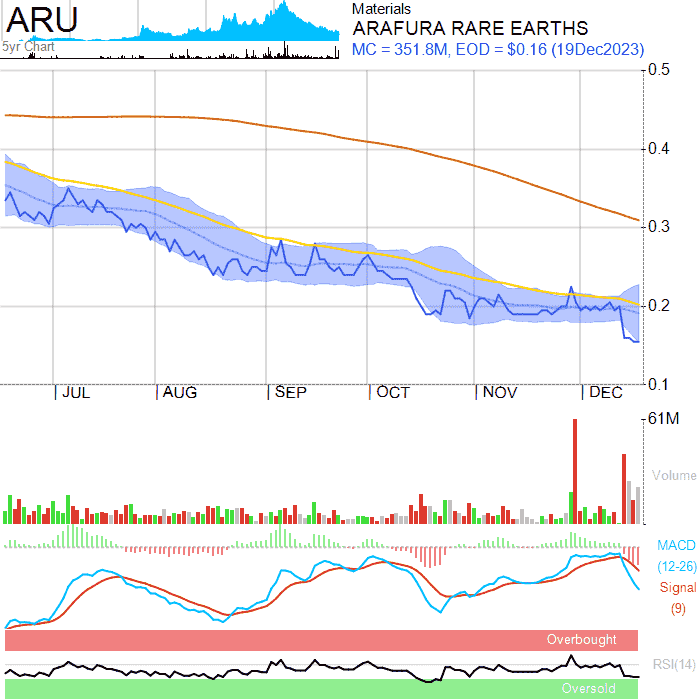 ARU
5yr Chart
Materials
ARAFURA RARE EARTHS
MC = 351.8M, EOD = $0.16 (19Dec2023)
0.5
0.4
0.3
0.2
0.1
JUL AUG SEP OCT NOV DEC
61M
Volume
MACD
(12-26)
Signal
(9)
Overbought
RSI(14)
Oversold